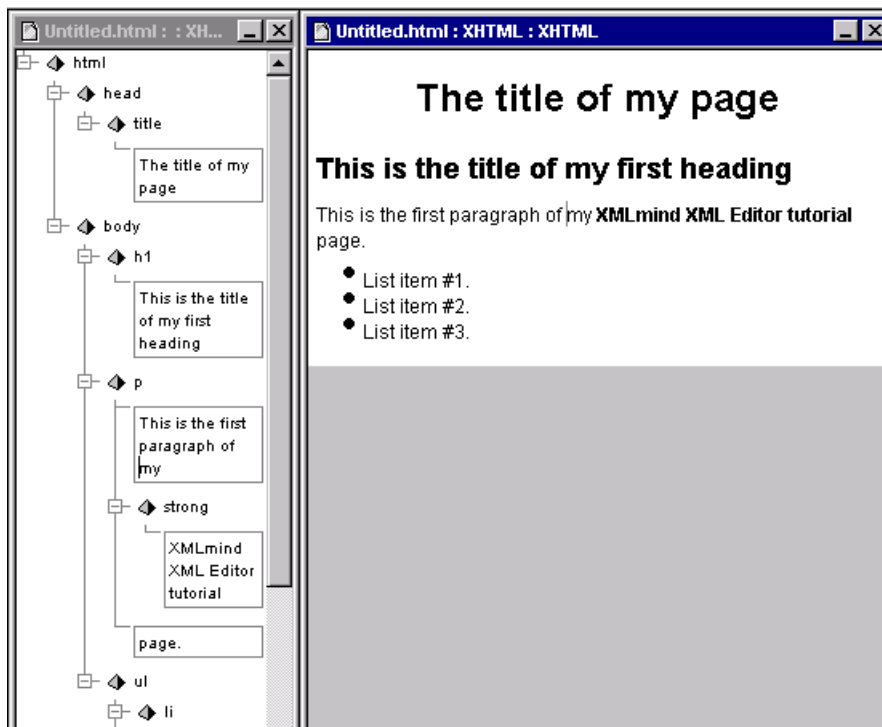 Untitled.html : : XH...
html
head
title
The title of my
page
body
h1
This is the title
of my first
heading
p
This is the first
paragraph of
my
strong
XMLmind
XML Editor
tutorial
page.
ul
li
Untitled.html : XHTML : XHTML
The title of my page
This is the title of my first heading
This is the first paragraph of my XMLmind XML Editor tutorial
page.
List item #1.
List item #2.
List item #3.